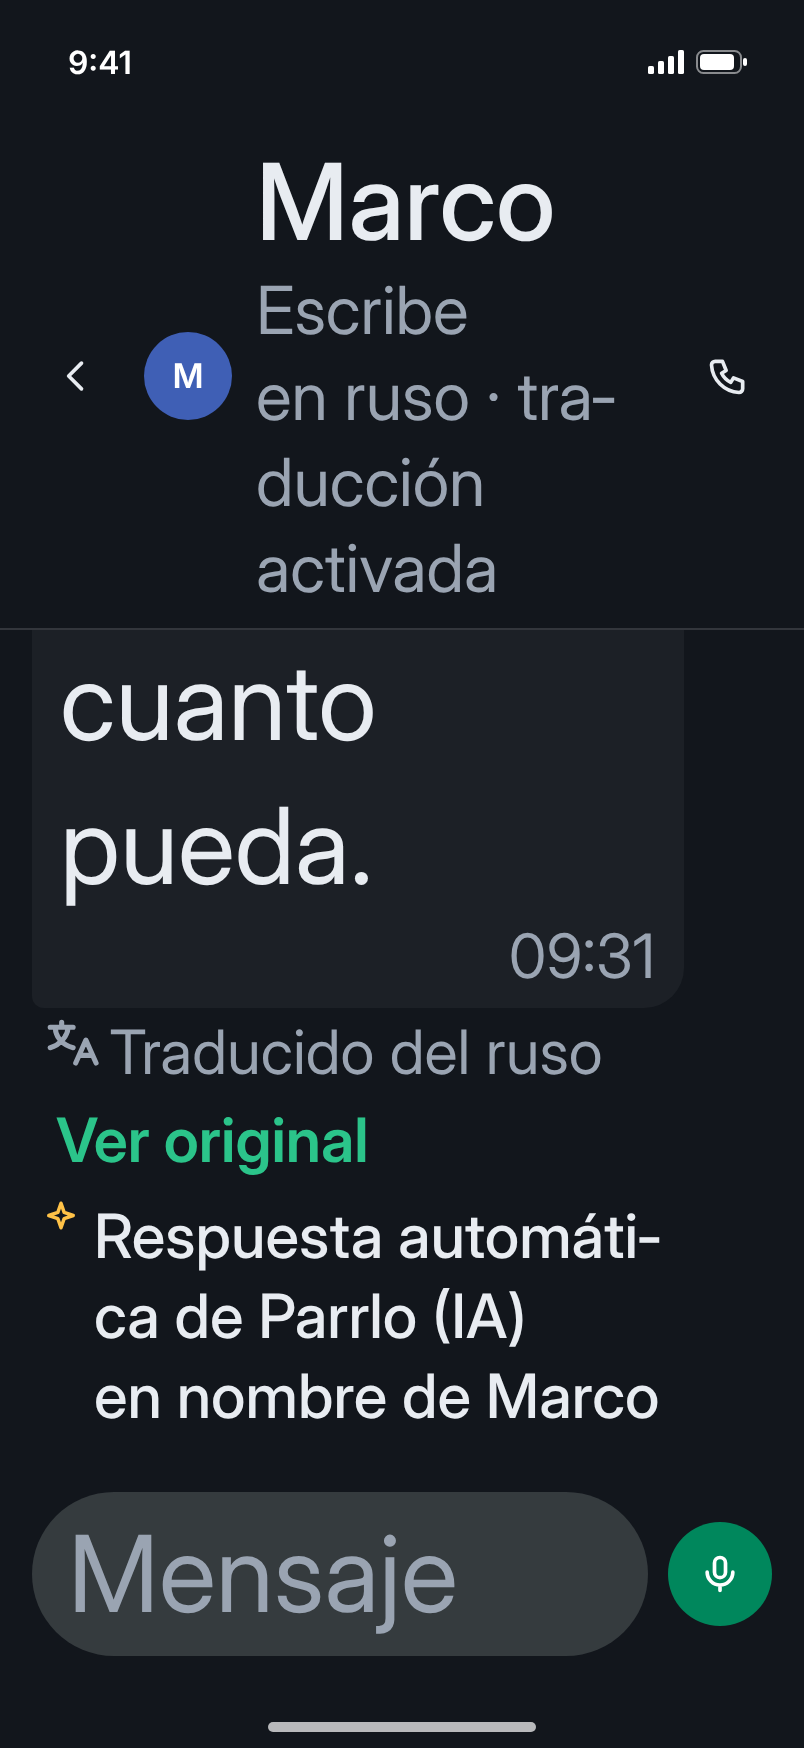 9:41
Marco
M
Escribe
en ruso · tra-
ducción
activada
cuanto
pueda.
09:31
Traducido del ruso
Ver original
Respuesta automáti-
ca de Parrlo (IA)
en nombre de Marco
Mensaje